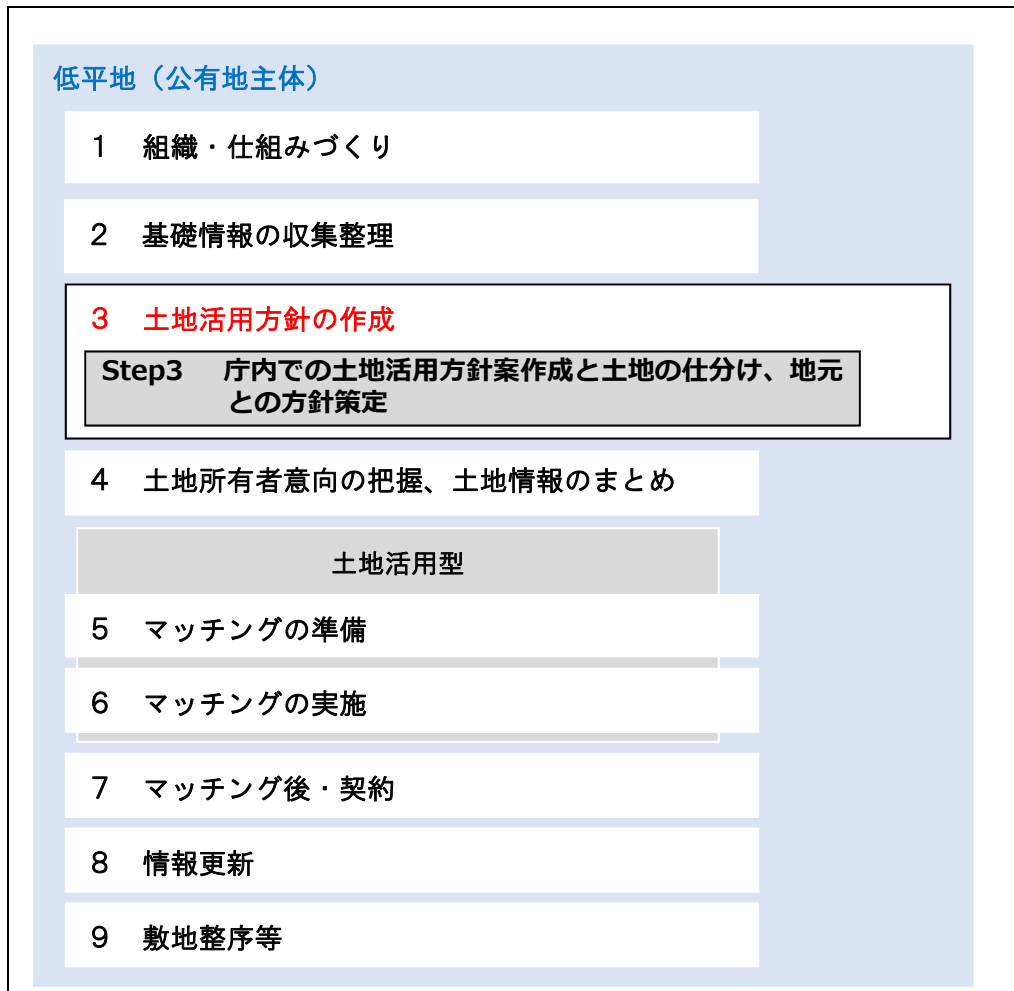 低平地（公有地主体）
１　組織・仕組みづくり
２　基礎情報の収集整理
３　土地活用方針の作成
Step3　庁内での土地活用方針案作成と土地の仕分け、地元
との方針策定
４　土地所有者意向の把握、土地情報のまとめ
土地活用型
５　マッチングの準備
６　マッチングの実施
７　マッチング後・契約
８　情報更新
９　敷地整序等